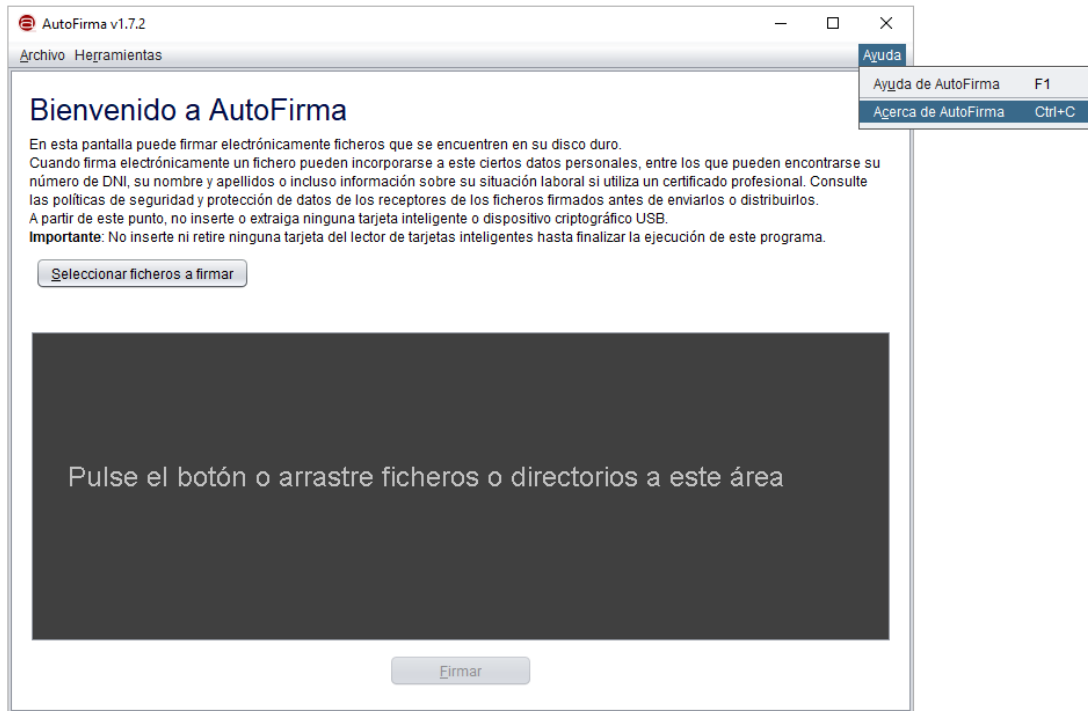 AutoFirma v1.7.2
Archivo Herramientas Ayuda
Ayuda de AutoFirma F1
Acerca de AutoFirma Ctrl+C
Bienvenido a AutoFirma
En esta pantalla puede firmar electrónicamente ficheros que se encuentren en su disco duro.
Cuando firma electrónicamente un fichero pueden incorporarse a este ciertos datos personales, entre los que pueden encontrarse su
número de DNI, su nombre y apellidos o incluso información sobre su situación laboral si utiliza un certificado profesional. Consulte
las políticas de seguridad y protección de datos de los receptores de los ficheros firmados antes de enviarlos o distribuirlos.
A partir de este punto, no inserte o extraiga ninguna tarjeta inteligente o dispositivo criptográfico USB.
Importante: No inserte ni retire ninguna tarjeta del lector de tarjetas inteligentes hasta finalizar la ejecución de este programa.
Seleccionar ficheros a firmar
Pulse el botón o arrastre ficheros o directorios a este área
Firmar